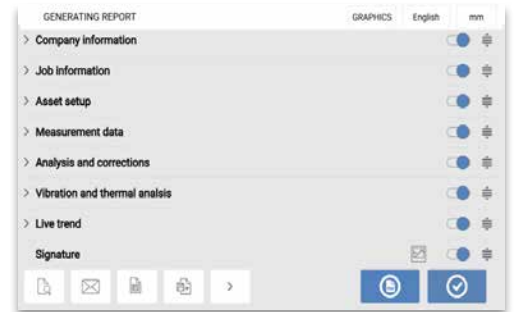 GENERATING REPORT GRAPHICS English mm
Company information
Job information
Asset setup
Measurement data
Analysis and corrections
Vibration and thermal analsis
Live trend
Signature